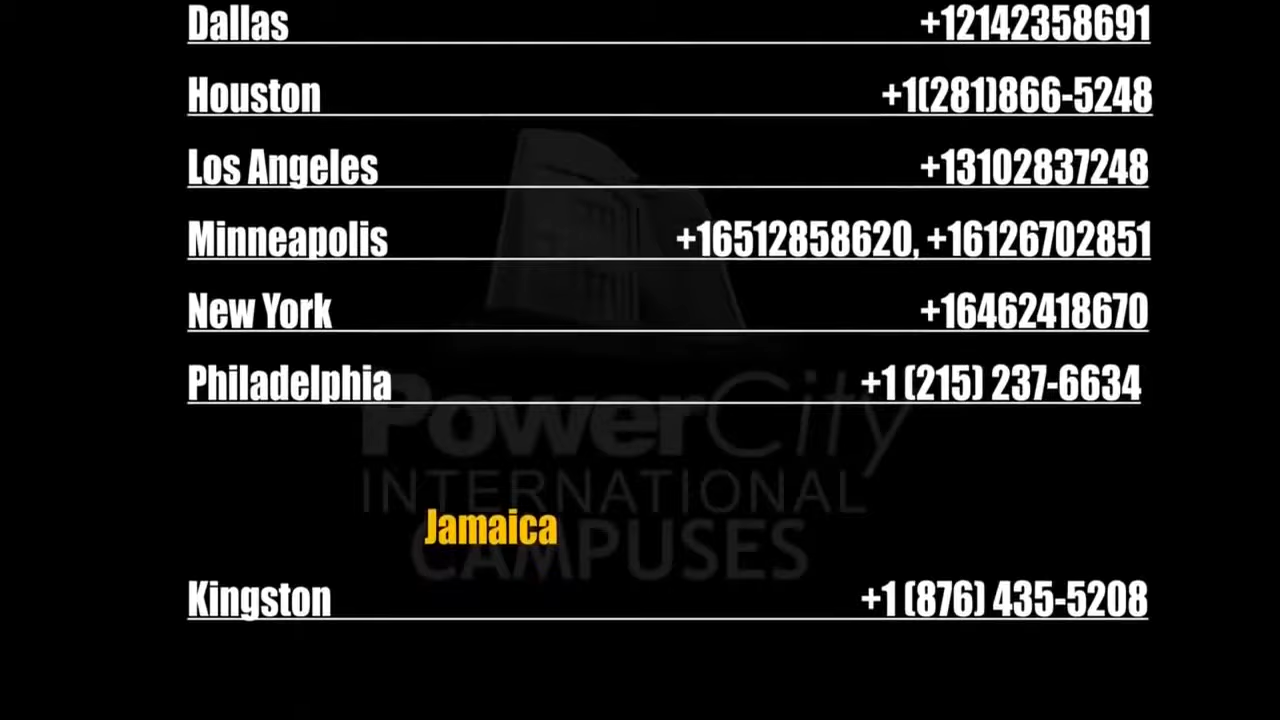 Dallas +12142358691
Houston +1(281)866-5248
Los Angeles +13102837248
Minneapolis +16512858620, +16126702851
New York +16462418670
Philadelphia +1 (215) 237-6634
PowerCity
INTERNATIONAL
Jamaica
CAMPUSES
Kingston +1 (876) 435-5208